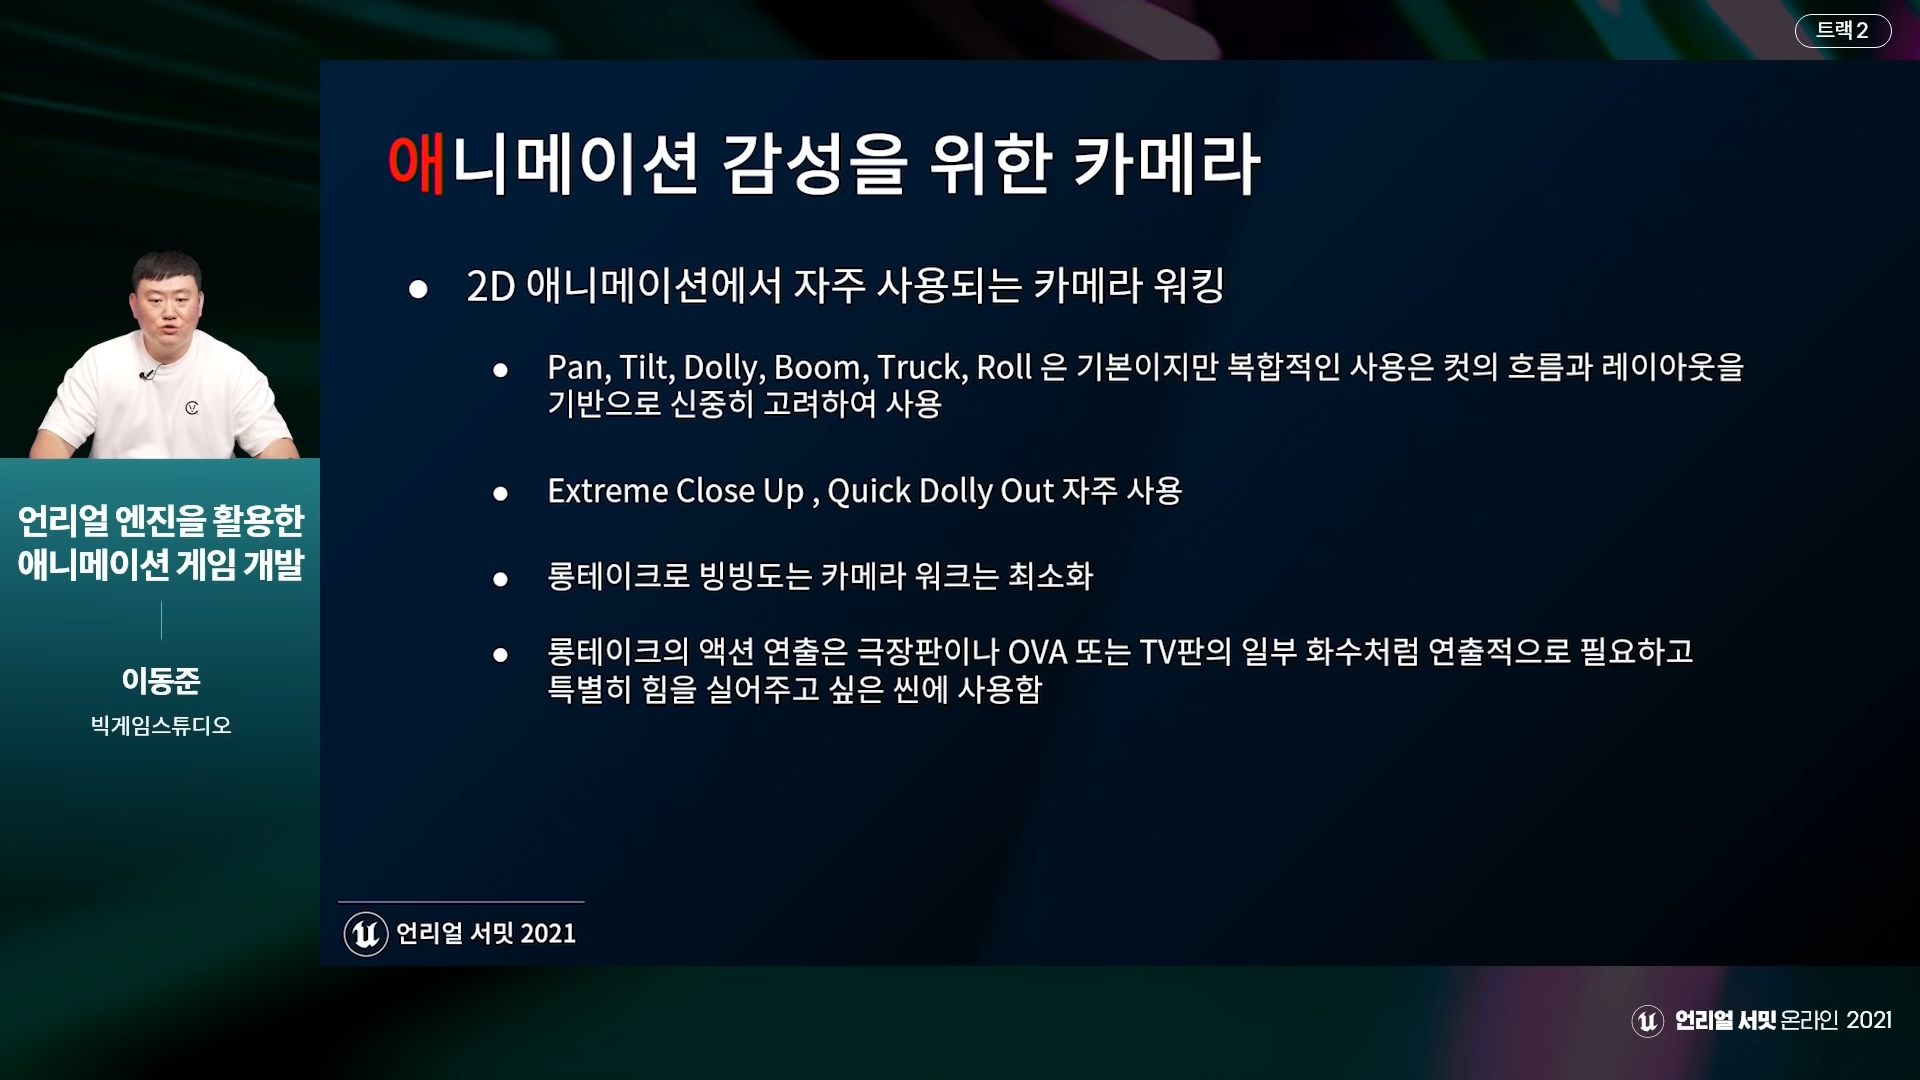 트랙2
애니메이션 감성을 위한 카메라
2D 애니메이션에서 자주 사용되는 카메라 워킹
Pan, Tilt, Dolly, Boom, Truck, Roll 은 기본이지만 복합적인 사용은 컷의 흐름과 레이아웃을
기반으로 신중히 고려하여 사용
Extreme Close Up , Quick Dolly Out 자주 사용
롱테이크로 빙빙도는 카메라 워크는 최소화
롱테이크의 액션 연출은 극장판이나 OVA 또는 TV판의 일부 화수처럼 연출적으로 필요하고
특별히 힘을 실어주고 싶은 씬에 사용함
언리얼 엔진을 활용한
애니메이션 게임 개발
이동준
빅게임스튜디오
언리얼 서밋 2021
언리얼 서밋 온라인 2021